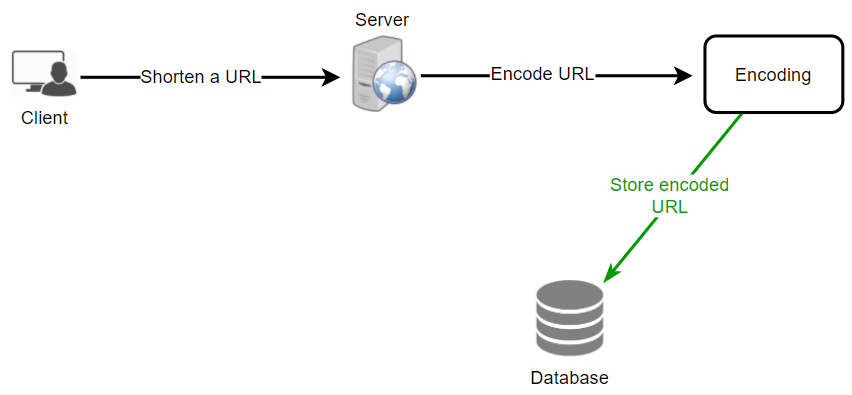 Server
Shorten a URL
Encode URL
Encoding
Client
Store encoded
URL
Database